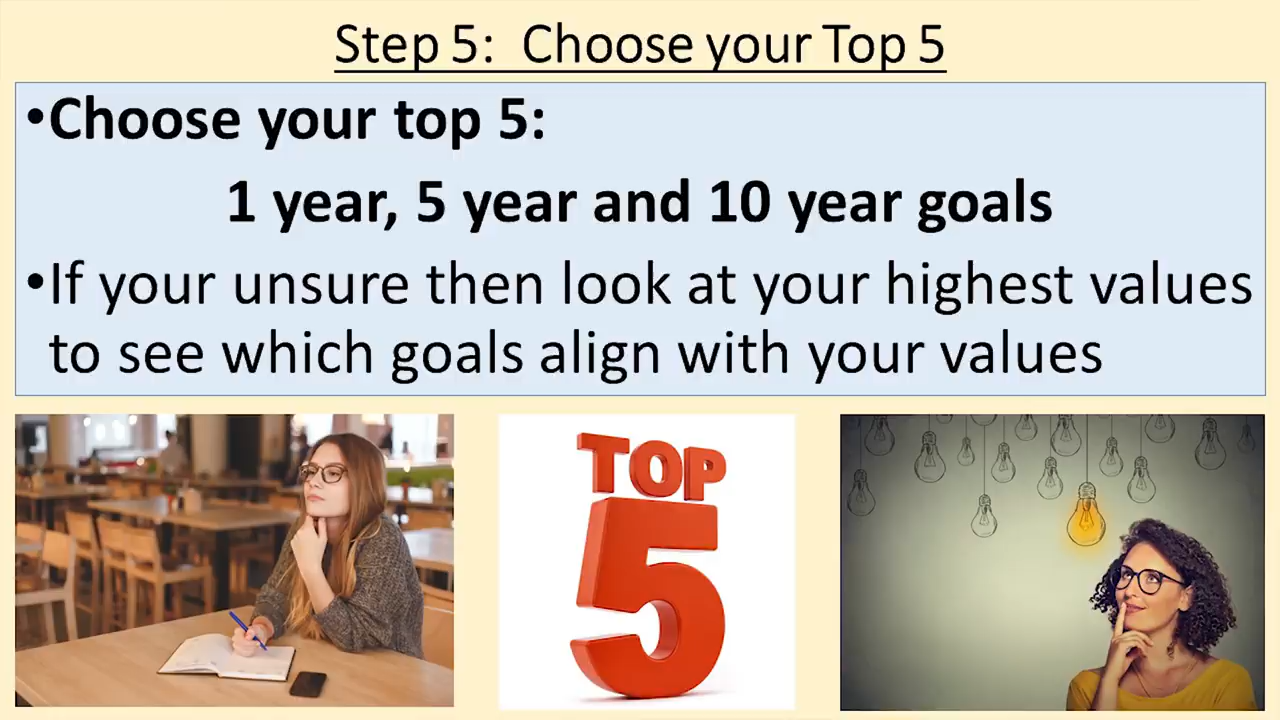 Step 5:  Choose your Top 5
•Choose your top 5:
1 year, 5 year and 10 year goals
•If your unsure then look at your highest values
to see which goals align with your values
TOP
5